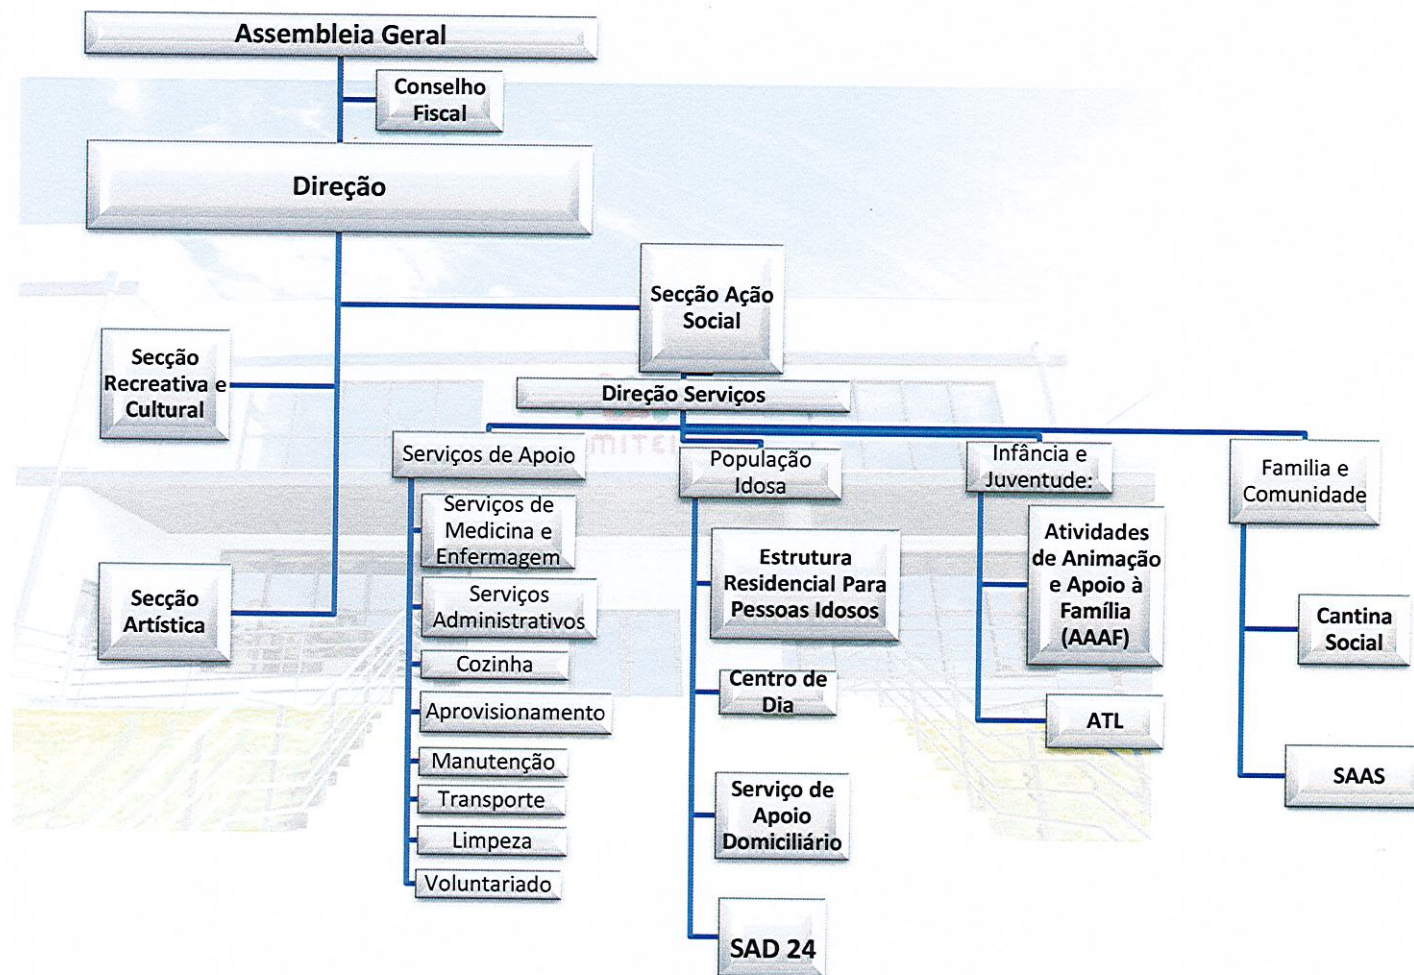 Assembleia Geral
Conselho
Fiscal
Direção
Secção Ação
Social
Secção
Recreativa e
Cultural
Direção Serviços
Serviços de Apoio
População
Idosa
Infância e
Juventude:
Familia e
Comunidade
Serviços de
Medicina e
Enfermagem
Serviços
Administrativos
Cozinha
Aprovisionamento
Manutenção
Transporte
Limpeza
Voluntariado
Estrutura
Residencial Para
Pessoas Idosos
Centro de
Dia
Serviço de
Apoio
Domiciliário
SAD 24
Atividades
de Animação
e Apoio à
Família
(AAAF)
ATL
Cantina
Social
SAAS
Secção
Artística